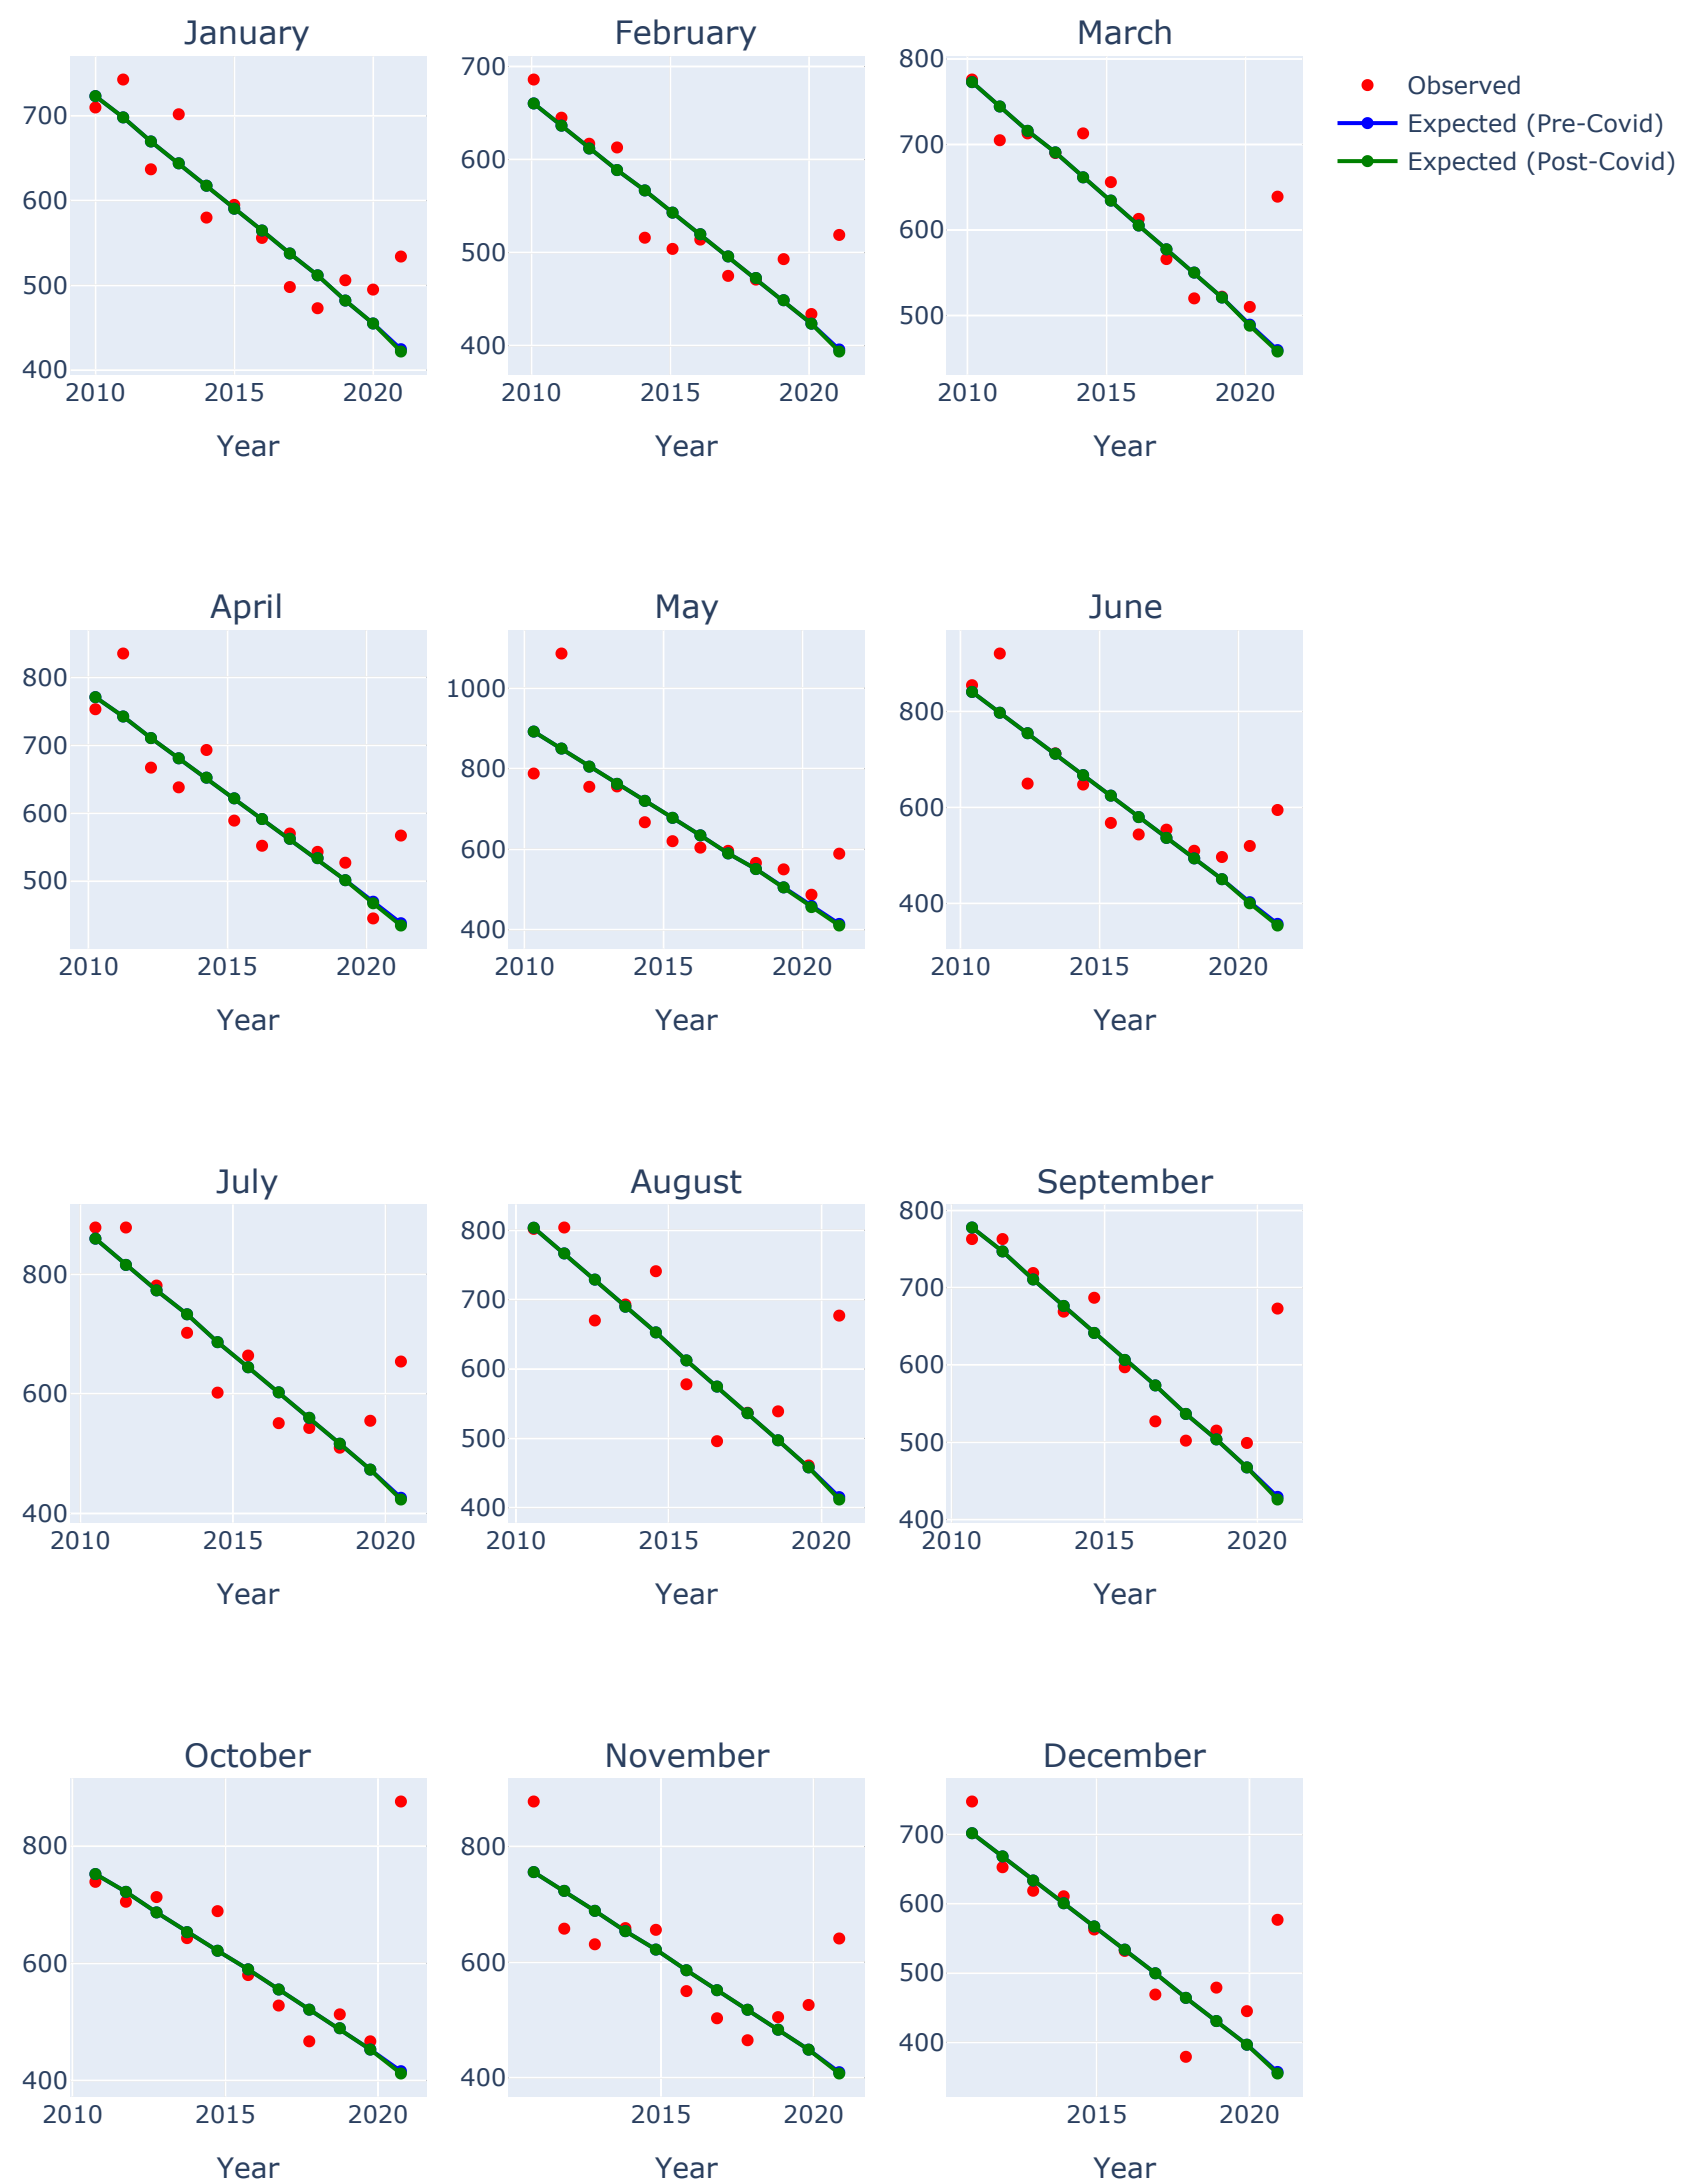 January
February
March
700
600
500
400
700
600
500
400
800
700
600
500
Observed
Expected (Pre-Covid)
Expected (Post-Covid)
2010 2015 2020
2010 2015 2020
2010 2015 2020
Year
Year
Year
April
May
June
800
700
600
500
1000
800
600
400
800
600
400
2010 2015 2020
2010 2015 2020
2010 2015 2020
Year
Year
Year
July
August
September
800
600
400
800
700
600
500
400
800
700
600
500
400
2010 2015 2020
2010 2015 2020
2010 2015 2020
Year
Year
Year
October
November
December
800
600
400
800
600
400
700
600
500
400
2010 2015 2020
2015 2020
2015 2020
Year
Year
Year